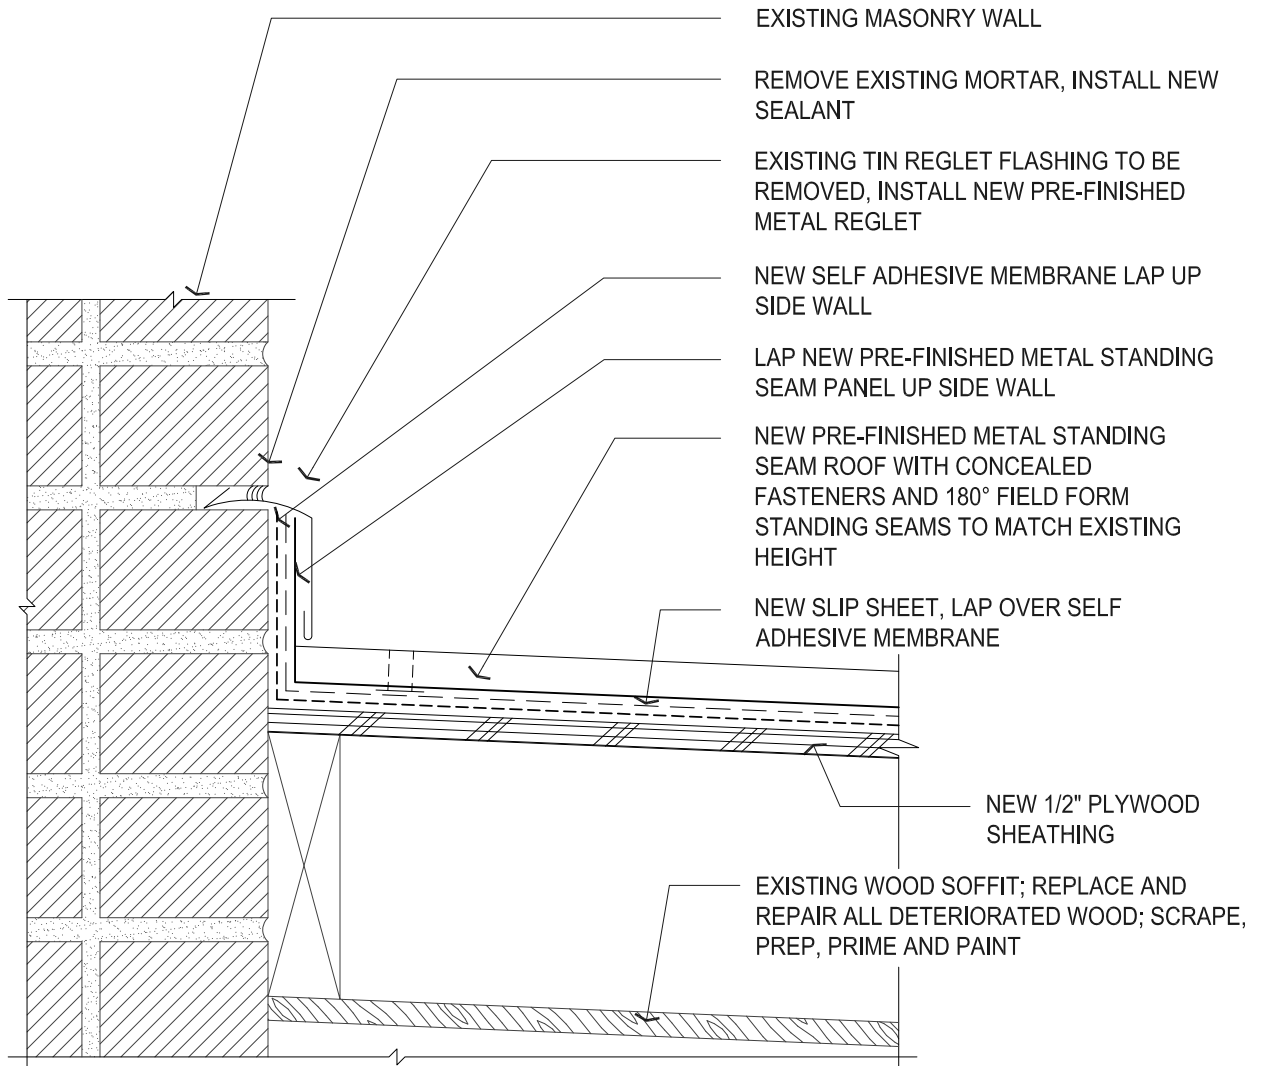 EXISTING MASONRY WALL
REMOVE EXISTING MORTAR, INSTALL NEW
SEALANT
EXISTING TIN REGLET FLASHING TO BE
REMOVED, INSTALL NEW PRE-FINISHED
METAL REGLET
NEW SELF ADHESIVE MEMBRANE LAP UP
SIDE WALL
LAP NEW PRE-FINISHED METAL STANDING
SEAM PANEL UP SIDE WALL
NEW PRE-FINISHED METAL STANDING
SEAM ROOF WITH CONCEALED
FASTENERS AND 180° FIELD FORM
STANDING SEAMS TO MATCH EXISTING
HEIGHT
NEW SLIP SHEET, LAP OVER SELF
ADHESIVE MEMBRANE
NEW 1/2" PLYWOOD
SHEATHING
EXISTING WOOD SOFFIT; REPLACE AND
REPAIR ALL DETERIORATED WOOD; SCRAPE,
PREP, PRIME AND PAINT